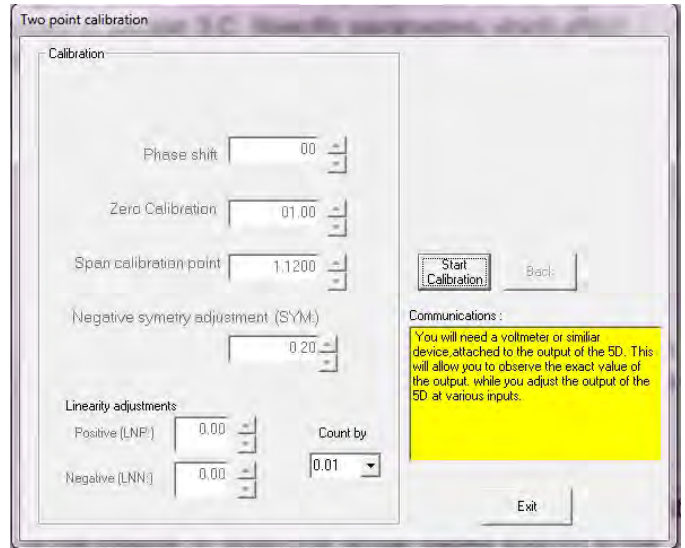 Two point calibration
Calibration
Phase shift 00
Zero Calibration 01.00
Span calibration point 1.1200
Negative symetry adjustment (SYM:)
0.20
Linearity adjustments
Positive (LNP:) 0.00
Negative (LNN:) 0.00
Count by
0.01
Start
Calibration
Back
Communications :
You will need a voltmeter or similiar
device,attached to the output of the 5D. This
will allow you to observe the exact value of
the output. while you adjust the output of the
5D at various inputs.
Exit